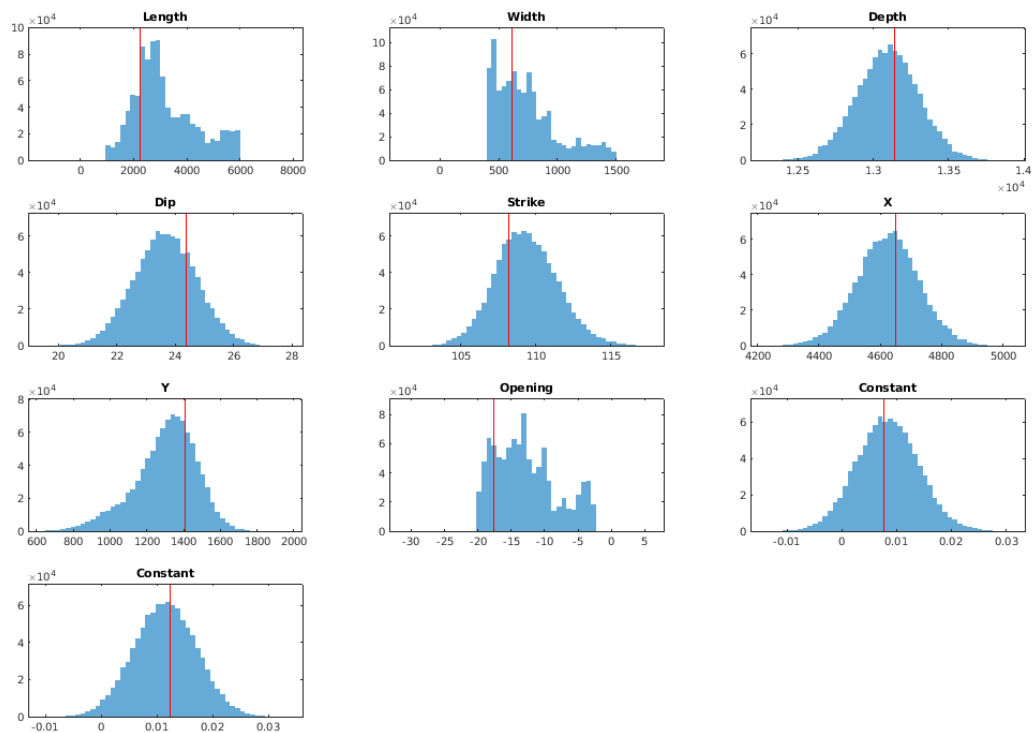 Length Width Depth
×10⁴ ×10⁴ ×10⁴
10 10 6
8 8 4
6 6 2
4 4 0
2 2
0 0
0 2000 4000 6000 8000 0 500 1000 1500 1.25 1.3 1.35 1.4
×10⁴
Dip Strike X
×10⁴ ×10⁴ ×10⁴
6 6 6
4 4 4
2 2 2
0 0 0
20 22 24 26 28 105 110 115 4200 4400 4600 4800 5000
Y Opening Constant
×10⁴ ×10⁴ ×10⁴
8 8 6
6 6 4
4 4 2
2 2 0
0 0
600 800 1000 1200 1400 1600 1800 2000 -30 -25 -20 -15 -10 -5 0 5 -0.01 0 0.01 0.02 0.03
Constant
×10⁴
6
4
2
0
-0.01 0 0.01 0.02 0.03